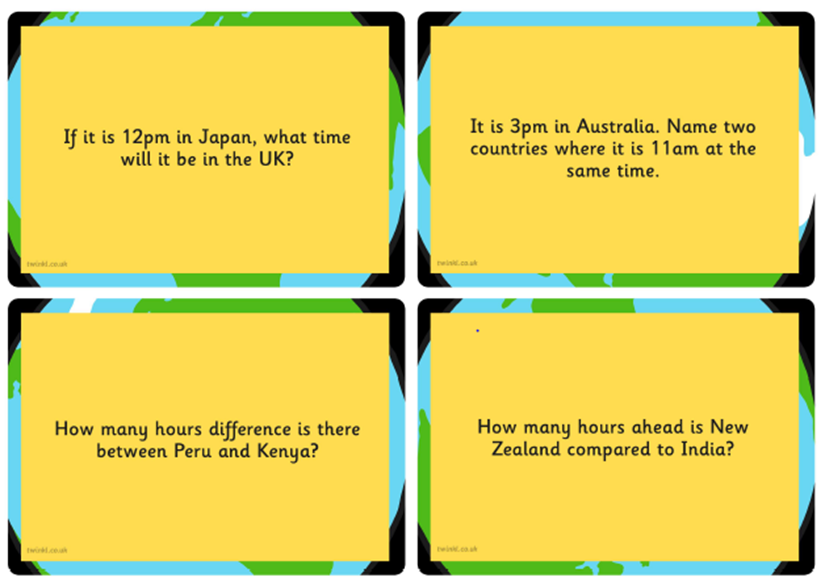 If it is 12pm in Japan, what time
will it be in the UK?
twinkl.co.uk
It is 3pm in Australia. Name two
countries where it is 11am at the
same time.
twinkl.co.uk
How many hours difference is there
between Peru and Kenya?
twinkl.co.uk
How many hours ahead is New
Zealand compared to India?
twinkl.co.uk